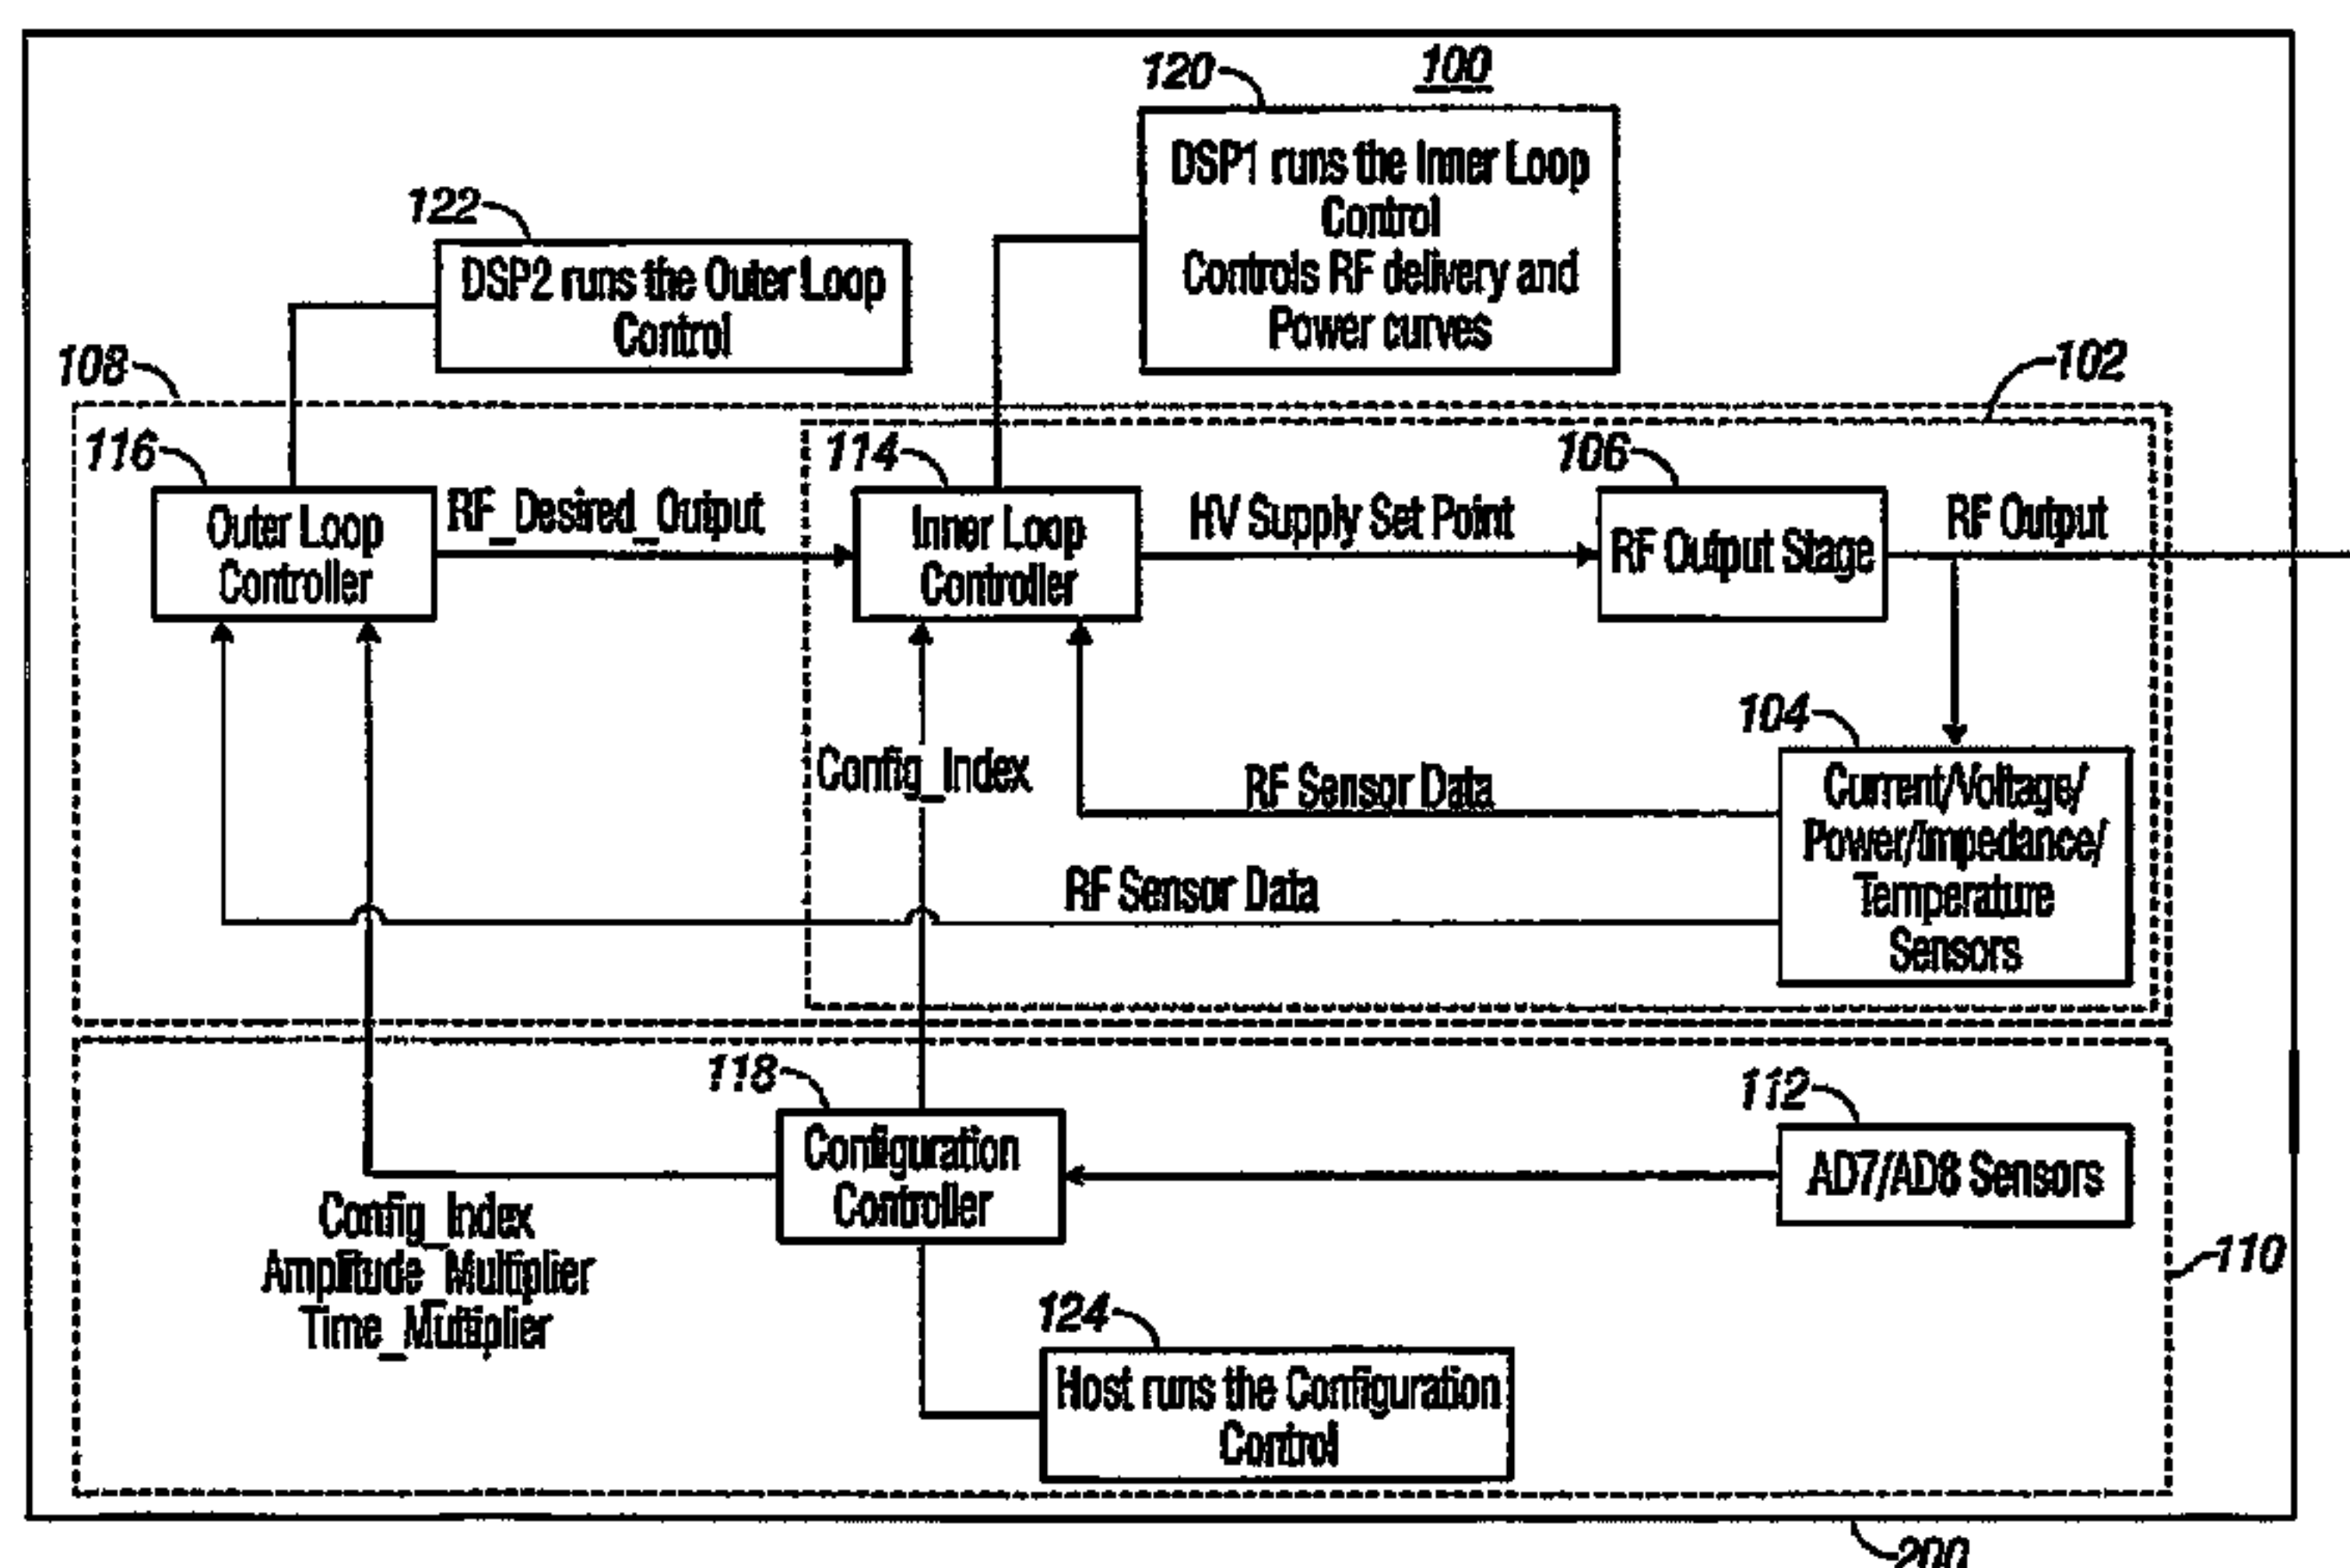 100
120
DSP1 runs the Inner Loop
Control
Controls RF delivery and
Power curves
122
DSP2 runs the Outer Loop
Control
108
102
116
Outer Loop
Controller
RF_Desired_Output
114
Inner Loop
Controller
HV Supply Set Point
106
RF Output Stage
RF Output
104
Current/Voltage/
Power/Impedance/
Temperature
Sensors
Config_Index
RF Sensor Data
RF Sensor Data
118
Configuration
Controller
112
AD7/AD8 Sensors
110
Config_Index
Amplitude_Multiplier
Time_Multiplier
124
Host runs the Configuration
Control
200